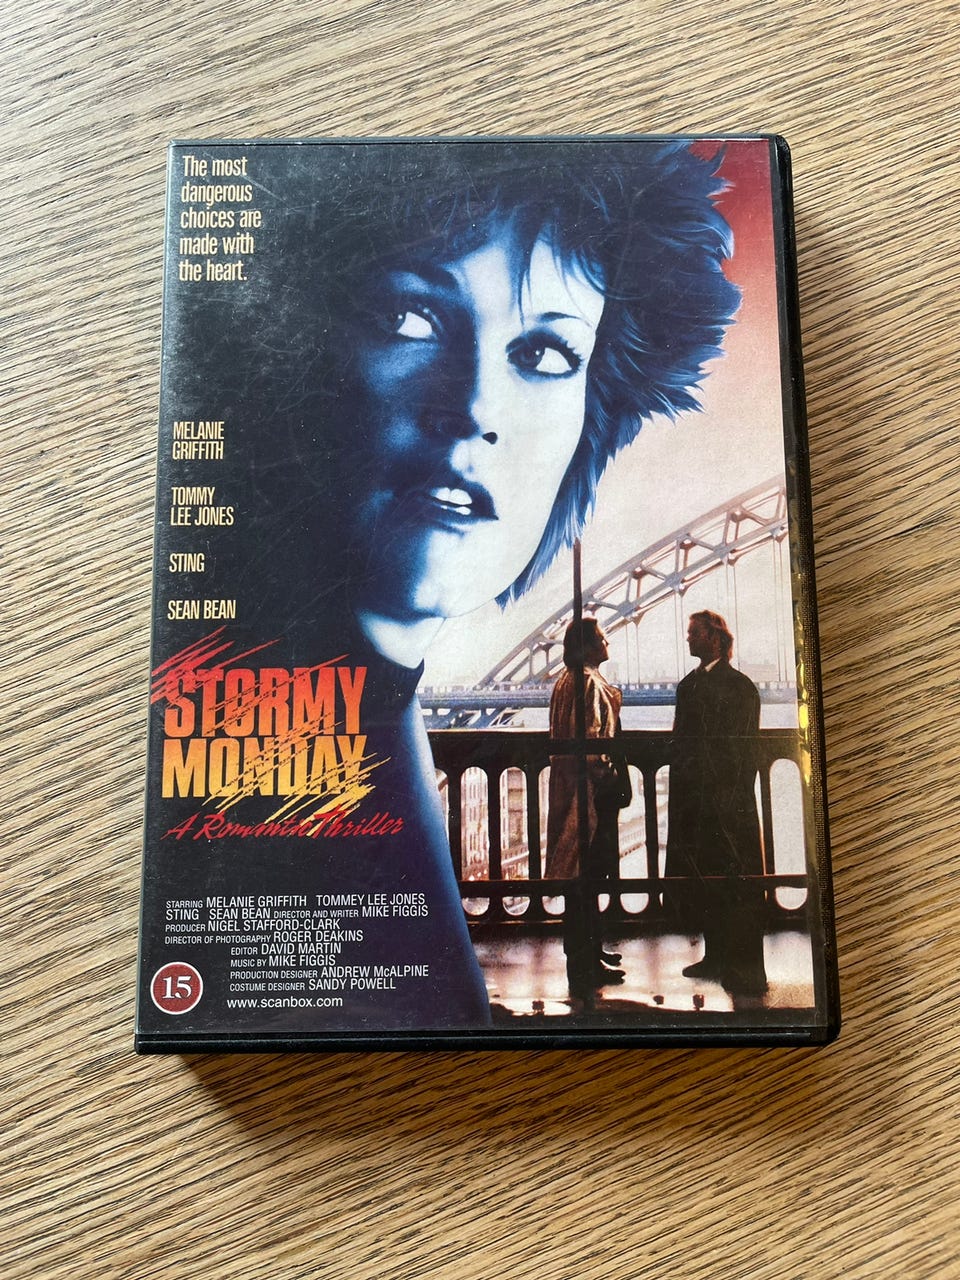 The most
dangerous
choices are
made with
the heart.
MELANIE
GRIFFITH
TOMMY
LEE JONES
STING
SEAN BEAN
STORMY
MONDAY
A Romantic Thriller
STARRING MELANIE GRIFFITH TOMMEY LEE JONES
STING SEAN BEAN DIRECTOR AND WRITER MIKE FIGGIS
PRODUCER NIGEL STAFFORD-CLARK
DIRECTOR OF PHOTOGRAPHY ROGER DEAKINS
EDITOR DAVID MARTIN
MUSIC BY MIKE FIGGIS
PRODUCTION DESIGNER ANDREW McALPINE
COSTUME DESIGNER SANDY POWELL
15
www.scanbox.com